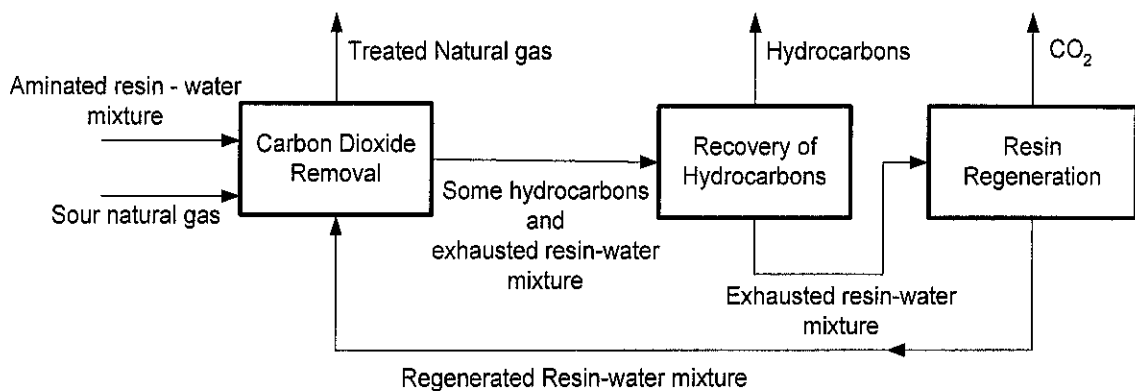 Treated Natural gas
Hydrocarbons
CO₂
Aminated resin - water
mixture
Carbon Dioxide
Removal
Recovery of
Hydrocarbons
Resin
Regeneration
Sour natural gas
Some hydrocarbons
and
exhausted resin-water
mixture
Exhausted resin-water
mixture
Regenerated Resin-water mixture